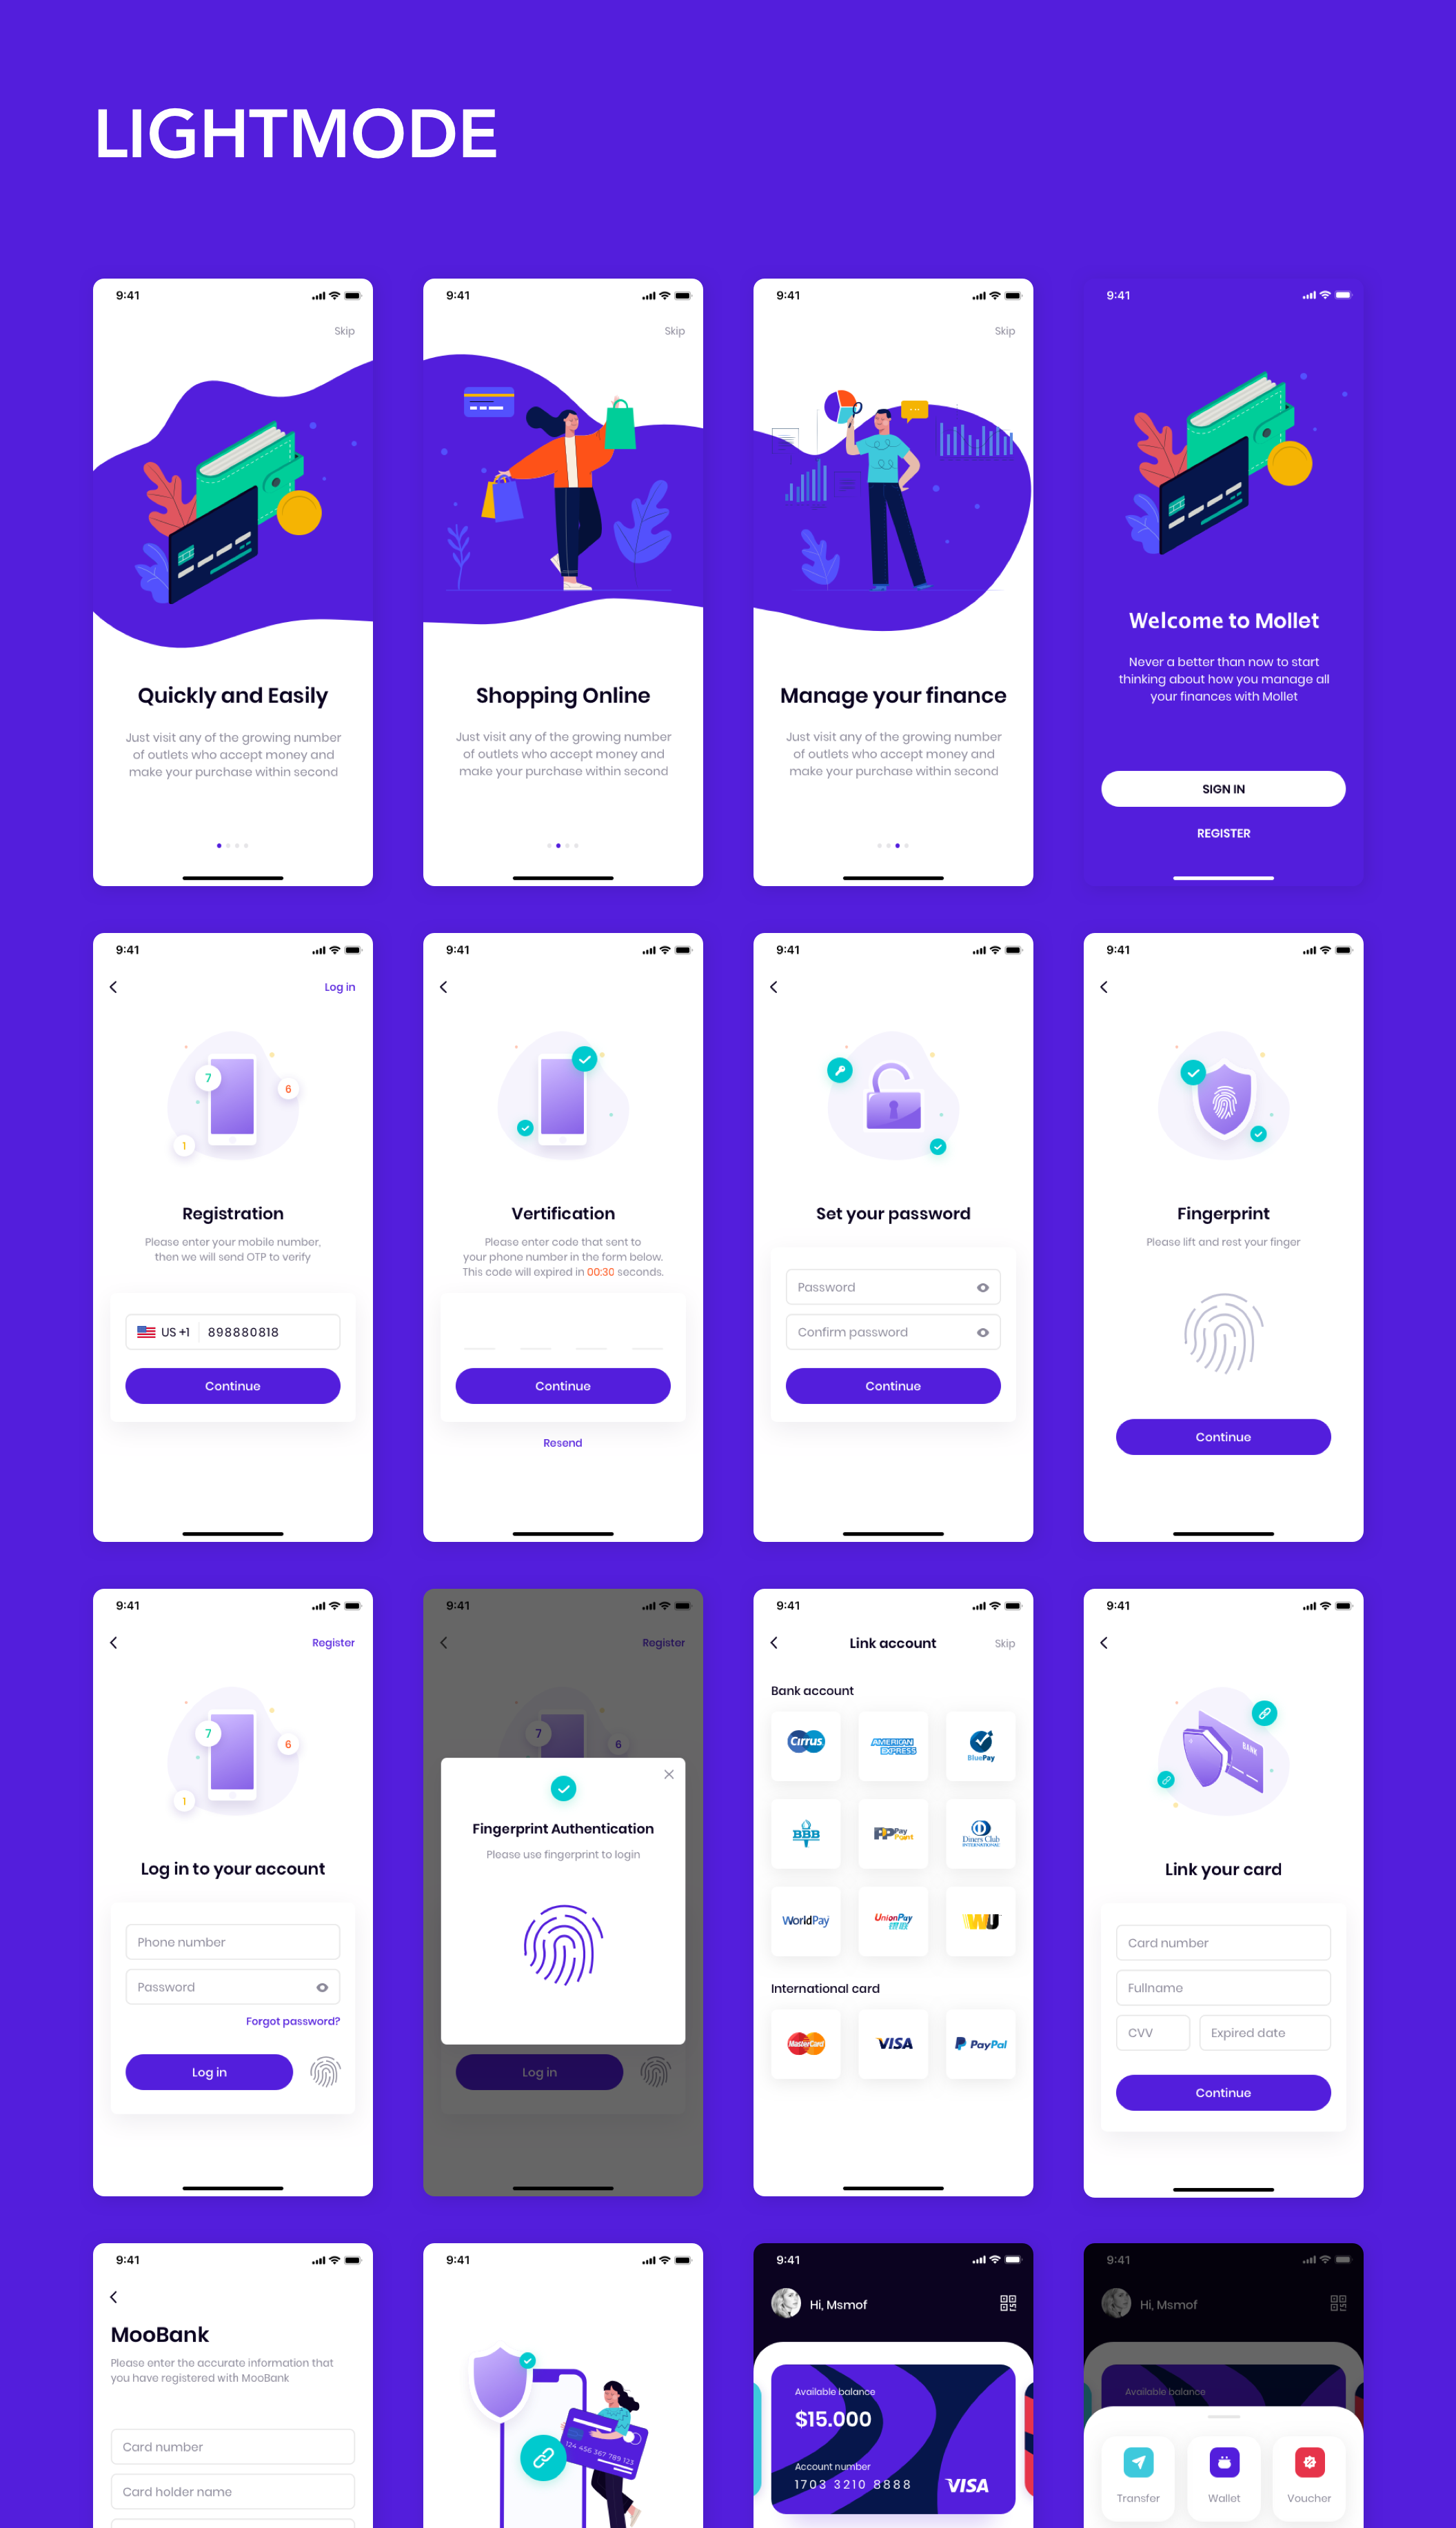 LIGHTMODE
9:41
Skip
Quickly and Easily
Just visit any of the growing number
of outlets who accept money and
make your purchase within second
9:41
Skip
Shopping Online
Just visit any of the growing number
of outlets who accept money and
make your purchase within second
9:41
Skip
Manage your finance
Just visit any of the growing number
of outlets who accept money and
make your purchase within second
9:41
Welcome to Mollet
Never a better than now to start
thinking about how you manage all
your finances with Mollet
SIGN IN
REGISTER
9:41
Log in
7
6
1
Registration
Please enter your mobile number,
then we will send OTP to verify
US +1 898880818
Continue
9:41
Vertification
Please enter code that sent to
your phone number in the form below.
This code will expired in 00:30 seconds.
Continue
Resend
9:41
Set your password
Password
Confirm password
Continue
9:41
Fingerprint
Please lift and rest your finger
Continue
9:41
Register
7
6
1
Log in to your account
Phone number
Password
Forgot password?
Log in
9:41
Register
7
6
Fingerprint Authentication
Please use fingerprint to login
Log in
9:41
Link account
Skip
Bank account
Cirrus
AMERICAN
EXPRESS
BluePay
BBB
PP Pay
Point
Diners Club
INTERNATIONAL
WorldPay
UnionPay
银联
WU
International card
MasterCard
VISA
PayPal
9:41
BANK
Link your card
Card number
Fullname
CVV
Expired date
Continue
9:41
MooBank
Please enter the accurate information that
you have registered with MooBank
Card number
Card holder name
9:41
124 456 367 789 123
9:41
Hi, Msmof
Available balance
$15.000
Account number
1703 3210 8888
VISA
9:41
Hi, Msmof
Available balance
Transfer
Wallet
Voucher